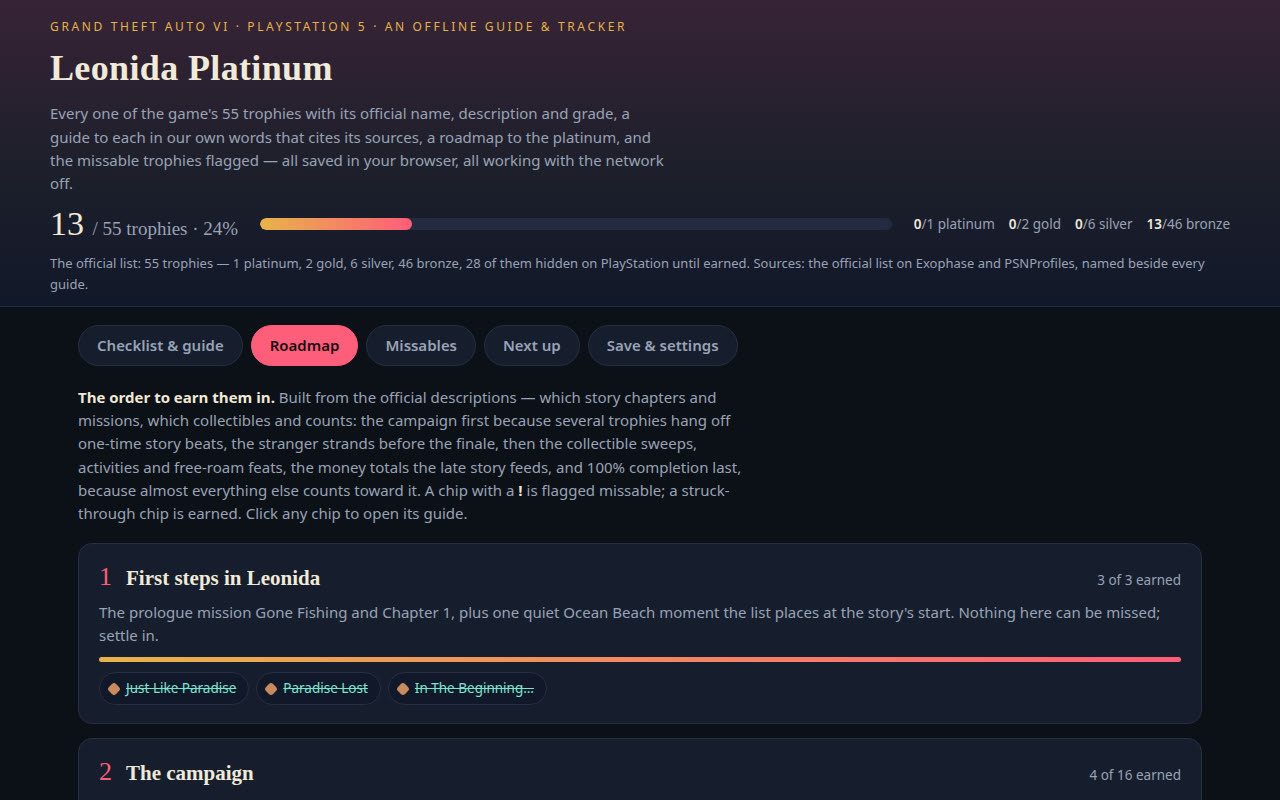 GRAND THEFT AUTO VI · PLAYSTATION 5 · AN OFFLINE GUIDE & TRACKER
Leonida Platinum
Every one of the game's 55 trophies with its official name, description and grade, a
guide to each in our own words that cites its sources, a roadmap to the platinum, and
the missable trophies flagged — all saved in your browser, all working with the network
off.
13 / 55 trophies · 24%
0/1 platinum 0/2 gold 0/6 silver 13/46 bronze
The official list: 55 trophies — 1 platinum, 2 gold, 6 silver, 46 bronze, 28 of them hidden on PlayStation until earned. Sources: the official list on Exophase and PSNProfiles, named beside every
guide.
Checklist & guide
Roadmap
Missables
Next up
Save & settings
The order to earn them in. Built from the official descriptions — which story chapters and
missions, which collectibles and counts: the campaign first because several trophies hang off
one-time story beats, the stranger strands before the finale, then the collectible sweeps,
activities and free-roam feats, the money totals the late story feeds, and 100% completion last,
because almost everything else counts toward it. A chip with a ! is flagged missable; a struck-
through chip is earned. Click any chip to open its guide.
1 First steps in Leonida
3 of 3 earned
The prologue mission Gone Fishing and Chapter 1, plus one quiet Ocean Beach moment the list places at the story's start. Nothing here can be missed;
settle in.
Just Like Paradise
Paradise Lost
In The Beginning...
2 The campaign
4 of 16 earned